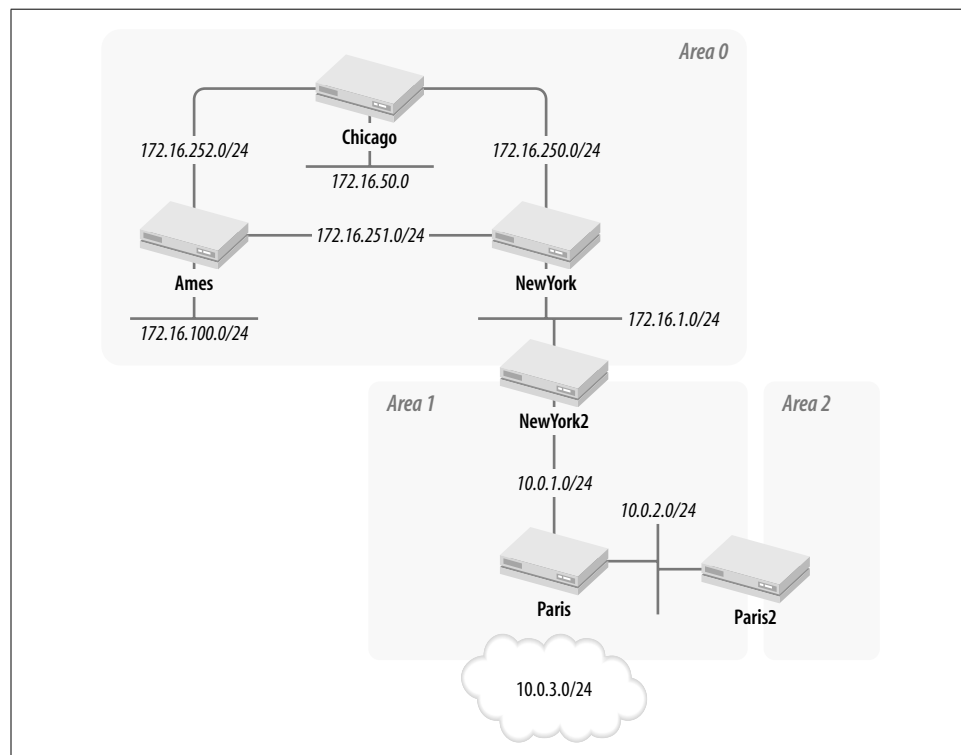 Area 0
Chicago
172.16.252.0/24
172.16.250.0/24
172.16.50.0
172.16.251.0/24
Ames
NewYork
172.16.100.0/24
172.16.1.0/24
Area 1
Area 2
NewYork2
10.0.1.0/24
10.0.2.0/24
Paris
Paris2
10.0.3.0/24